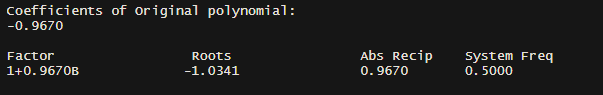 Coefficients of Original polynomial:
-0.9670
Factor Roots Abs Recip System Freq
1+0.9670B -1.0341 0.9670 0.5000